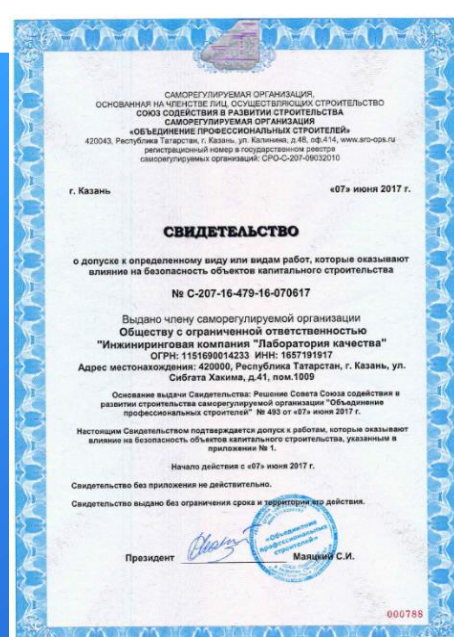 САМОРЕГУЛИРУЕМАЯ ОРГАНИЗАЦИЯ,
ОСНОВАННАЯ НА ЧЛЕНСТВЕ ЛИЦ, ОСУЩЕСТВЛЯЮЩИХ СТРОИТЕЛЬСТВО
СОЮЗ СОДЕЙСТВИЯ В РАЗВИТИИ СТРОИТЕЛЬСТВА
САМОРЕГУЛИРУЕМАЯ ОРГАНИЗАЦИЯ
«ОБЪЕДИНЕНИЕ ПРОФЕССИОНАЛЬНЫХ СТРОИТЕЛЕЙ»
420043, Республика Татарстан, г. Казань, ул. Калинина, д.48, оф.414, www.sro-ops.ru
регистрационный номер в государственном реестре
саморегулируемых организаций: СРО-С-207-09032010
г. Казань «07» июня 2017 г.
СВИДЕТЕЛЬСТВО
о допуске к определенному виду или видам работ, которые оказывают
влияние на безопасность объектов капитального строительства
№ С-207-16-479-16-070617
Выдано члену саморегулируемой организации
Обществу с ограниченной ответственностью
"Инжиниринговая компания "Лаборатория качества"
ОГРН: 1151690014233 ИНН: 1657191917
Адрес местонахождения: 420000, Республика Татарстан, г. Казань, ул.
Сибгата Хакима, д.41, пом.1009
Основание выдачи Свидетельства: Решение Совета Союза содействия в
развитии строительства саморегулируемой организации "Объединение
профессиональных строителей" № 493 от «07» июня 2017 г.
Настоящим Свидетельством подтверждается допуск к работам, которые оказывают
влияние на безопасность объектов капитального строительства, указанным в
приложении № 1.
Начало действия с «07» июня 2017 г.
Свидетельство без приложения не действительно.
Свидетельство выдано без ограничения срока и территории его действия.
«Объединение
профессиональных
строителей»
Президент Маяцкий С.И.
000788